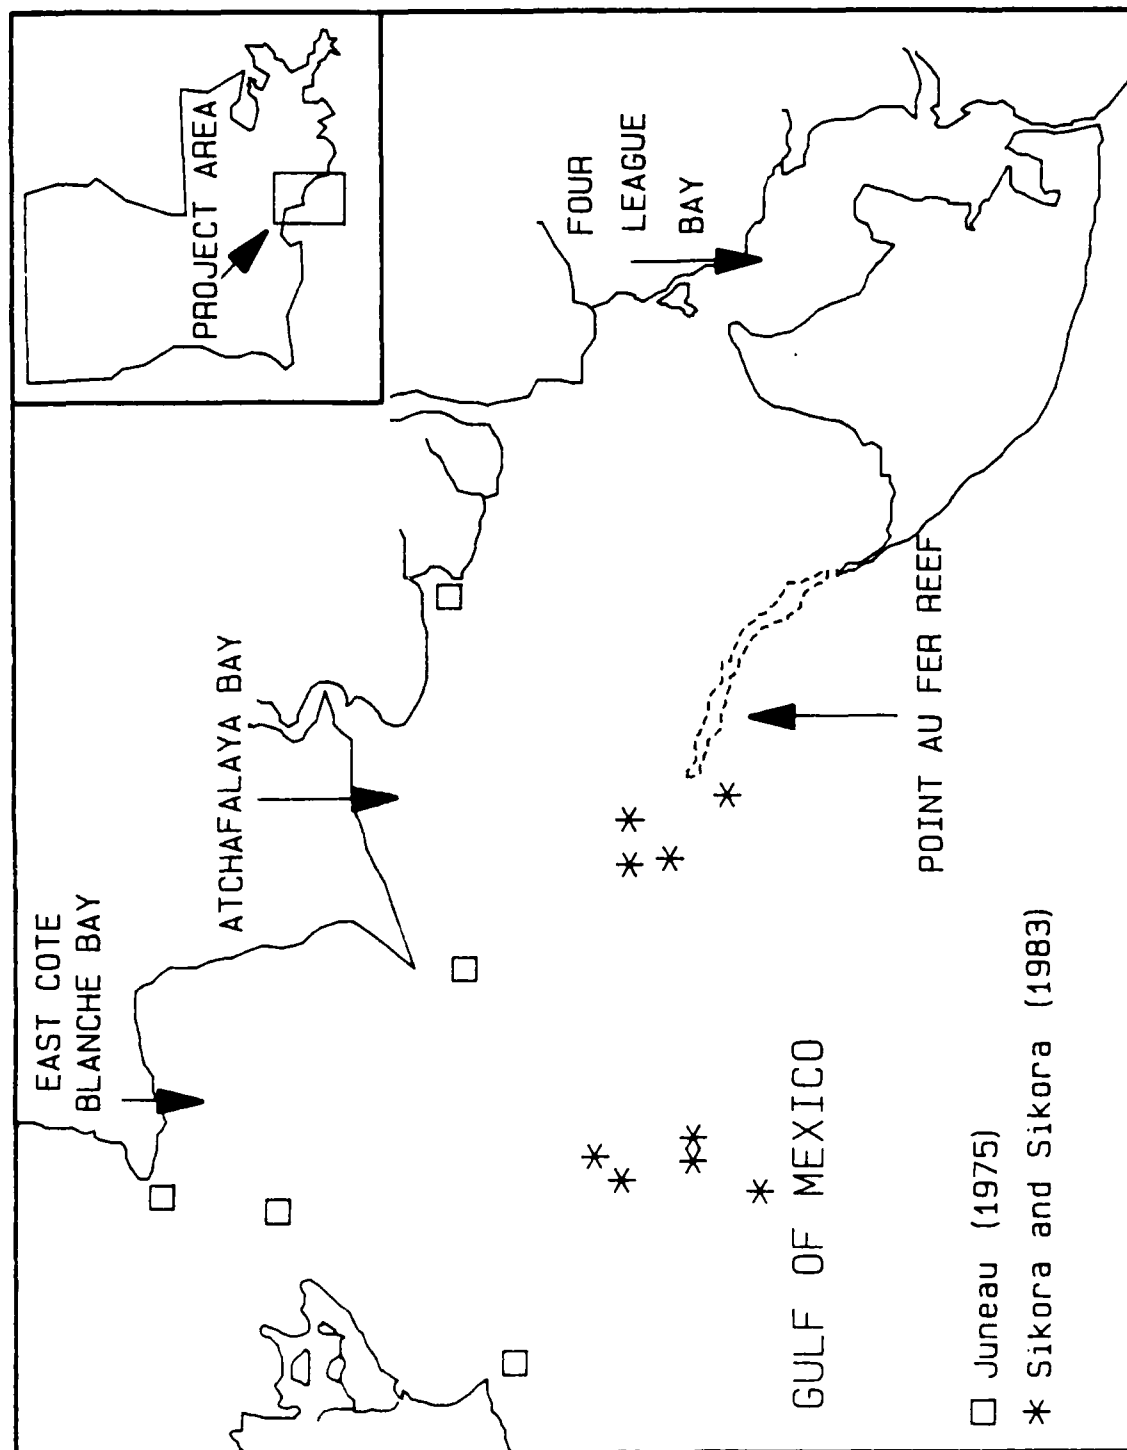 PROJECT AREA
EAST COTE
BLANCHE BAY
ATCHAFALAYA BAY
FOUR
LEAGUE
BAY
POINT AU FER REEF
GULF OF MEXICO
□ Juneau (1975)
* Sikora and Sikora (1983)